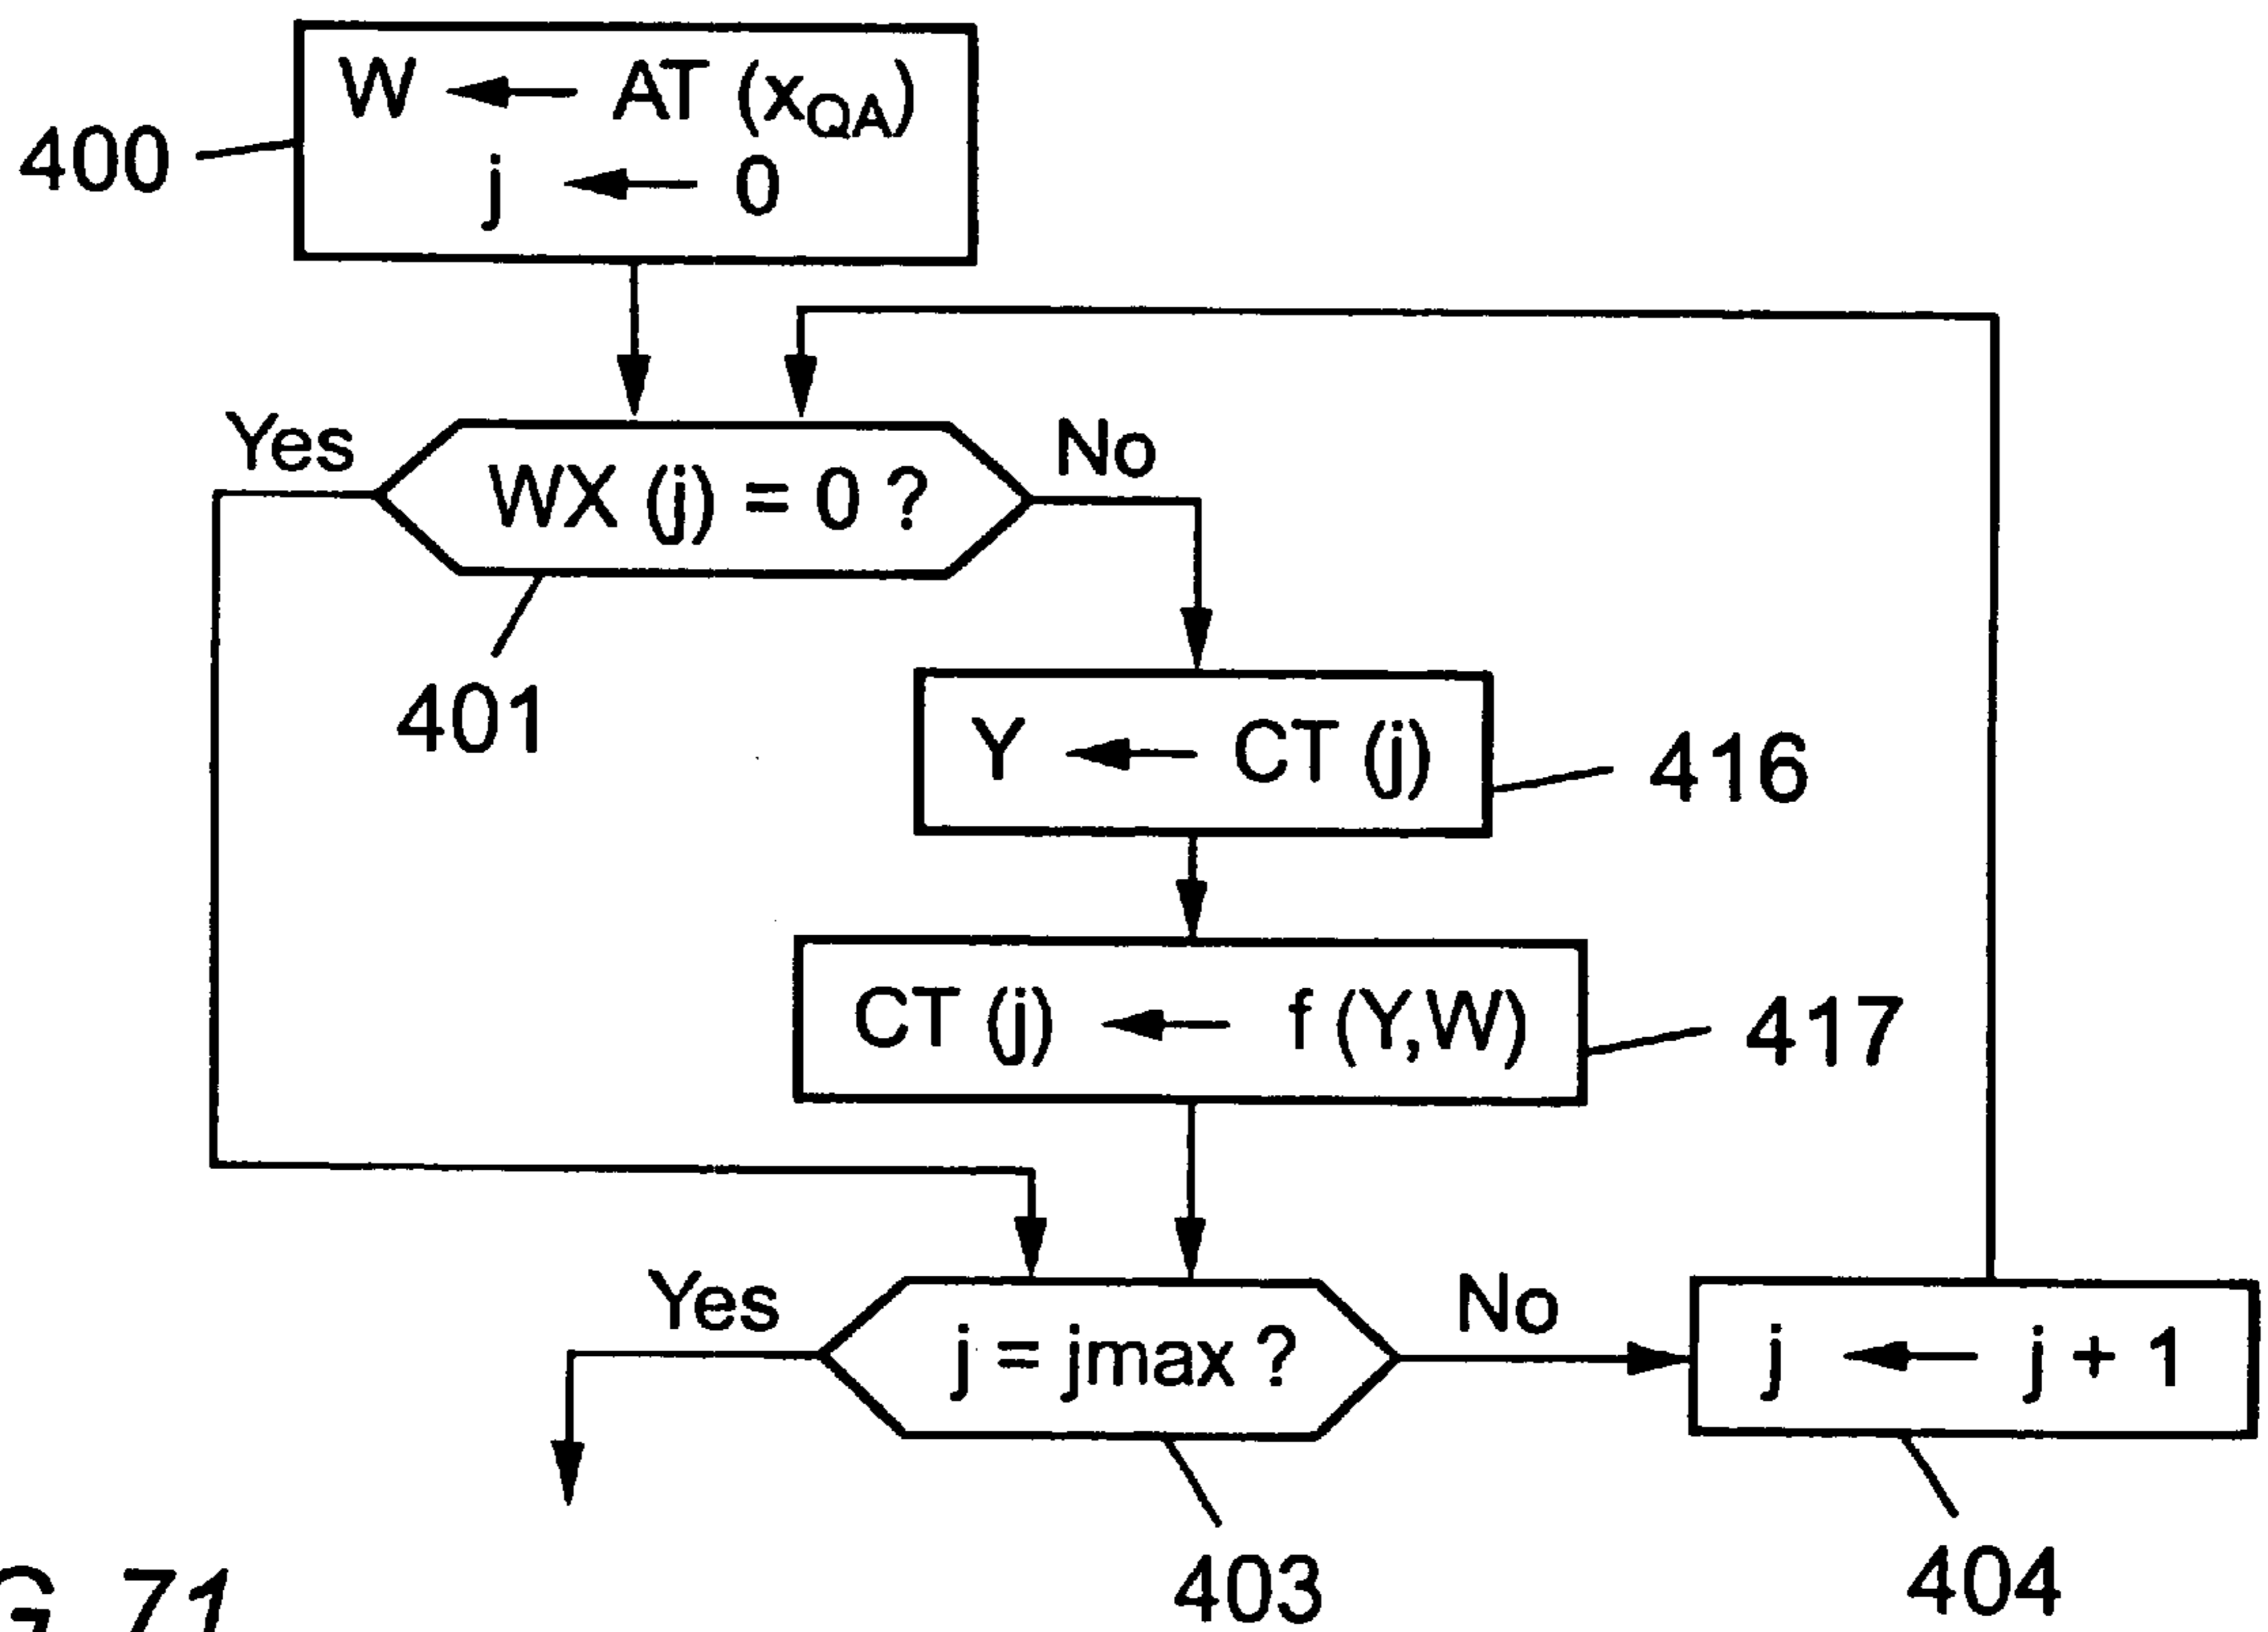 W ← AT (xQA)
j ← 0
400
Yes
No
WX (j) = 0 ?
401
Y ← CT (j)
416
CT (j) ← f (Y,W)
417
Yes
No
j = jmax ?
j ← j + 1
403
404
G 71